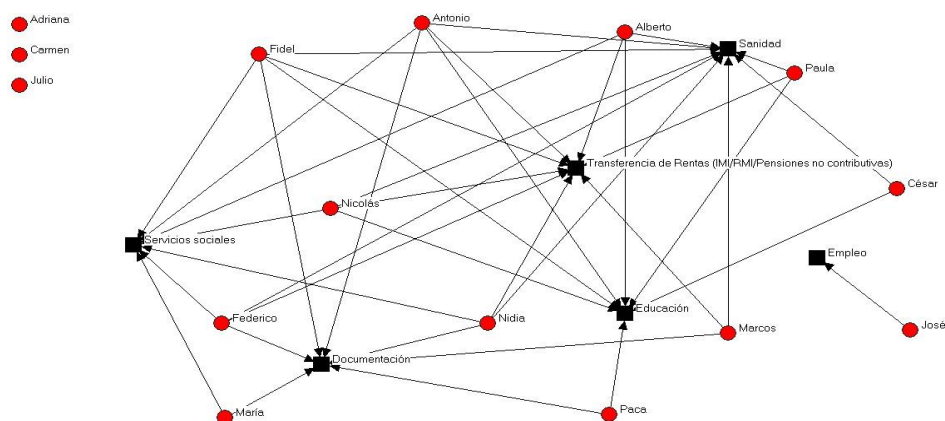 Adriana
Antonio
Alberto
Fidel
Sanidad
Carmen
Paula
Julio
Transferencia de Rentas (IMI/RMI/Pensiones no contributivas)
César
Nicolás
Servicios sociales
Empleo
Educación
Federico
Nidia
Marcos
José
Documentación
María
Paca